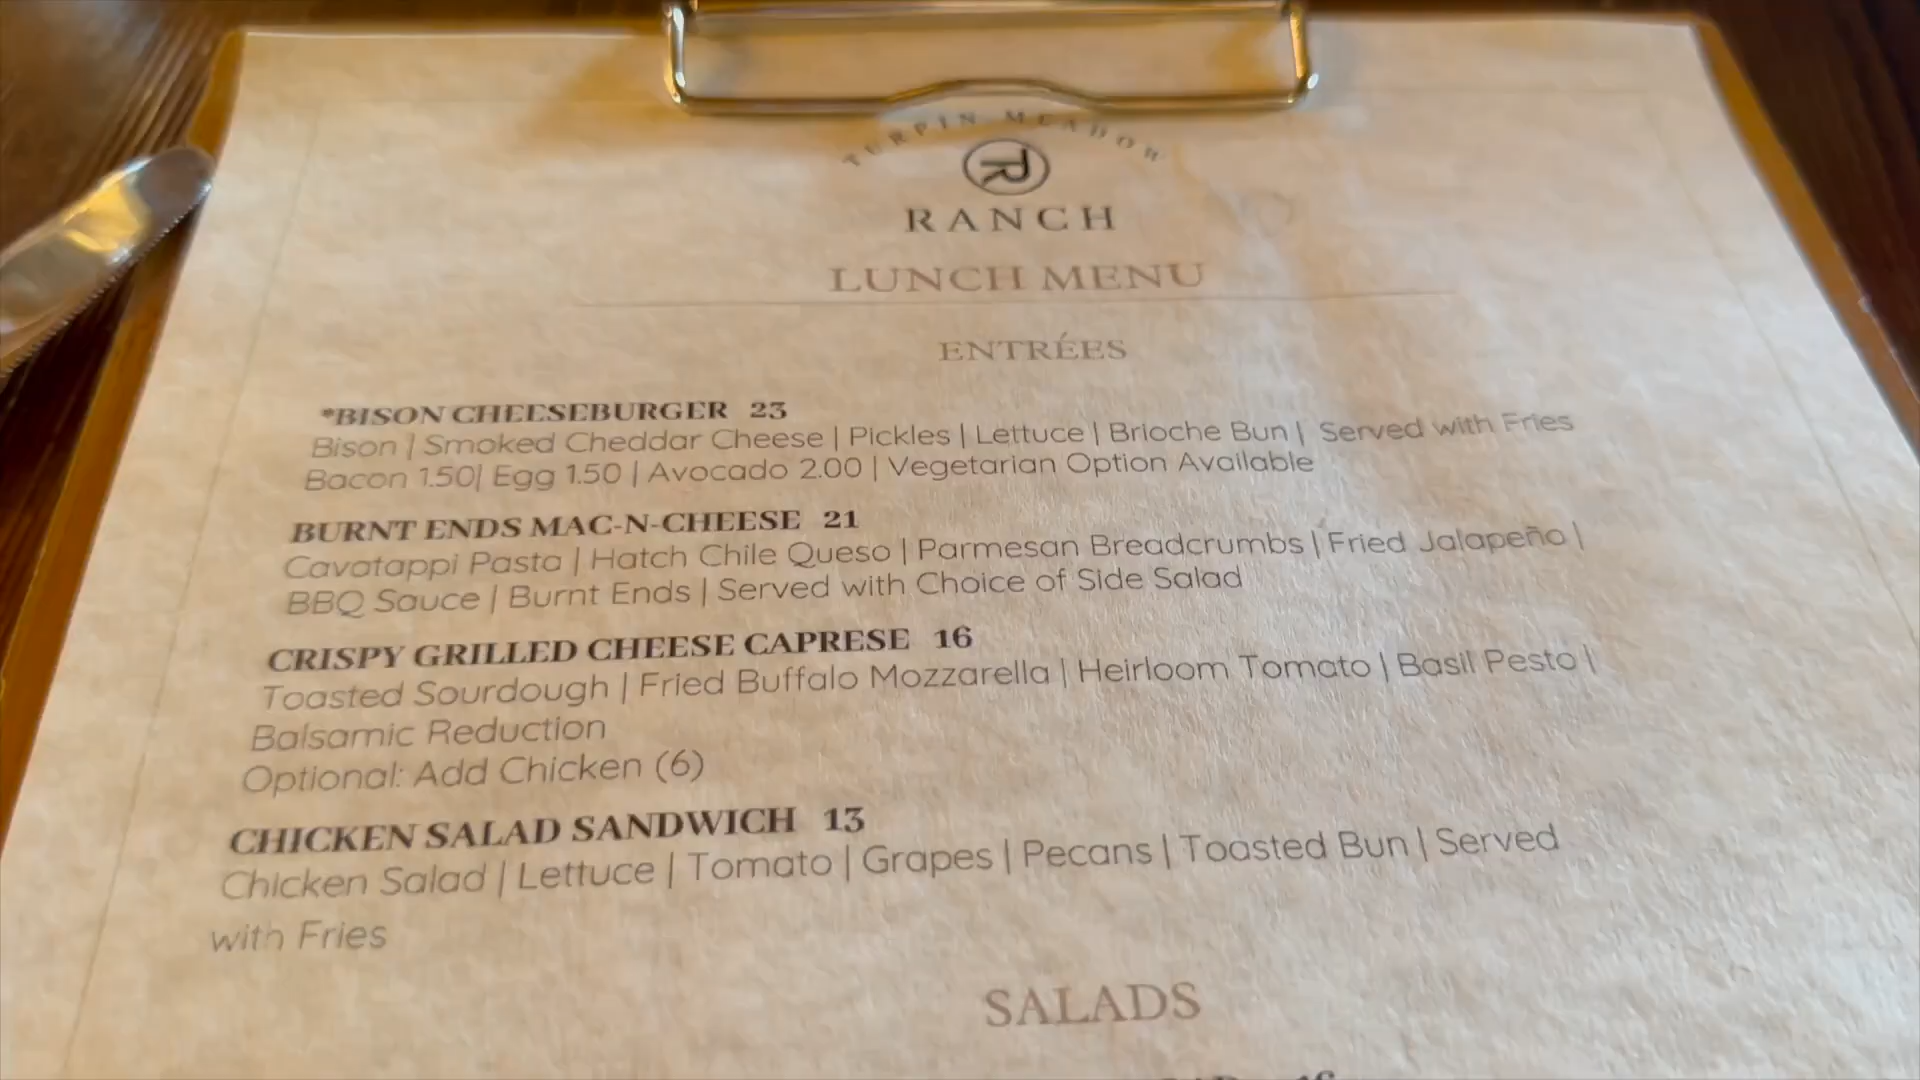 TURPIN MEADOW
R
RANCH
LUNCH MENU
ENTRÉES
*BISON CHEESEBURGER 23
Bison | Smoked Cheddar Cheese | Pickles | Lettuce | Brioche Bun | Served with Fries
Bacon 1.50| Egg 1.50 | Avocado 2.00 | Vegetarian Option Available
BURNT ENDS MAC-N-CHEESE 21
Cavatappi Pasta | Hatch Chile Queso | Parmesan Breadcrumbs | Fried Jalapeño |
BBQ Sauce | Burnt Ends | Served with Choice of Side Salad
CRISPY GRILLED CHEESE CAPRESE 16
Toasted Sourdough | Fried Buffalo Mozzarella | Heirloom Tomato | Basil Pesto |
Balsamic Reduction
Optional: Add Chicken (6)
CHICKEN SALAD SANDWICH 13
Chicken Salad | Lettuce | Tomato | Grapes | Pecans | Toasted Bun | Served
with Fries
SALADS